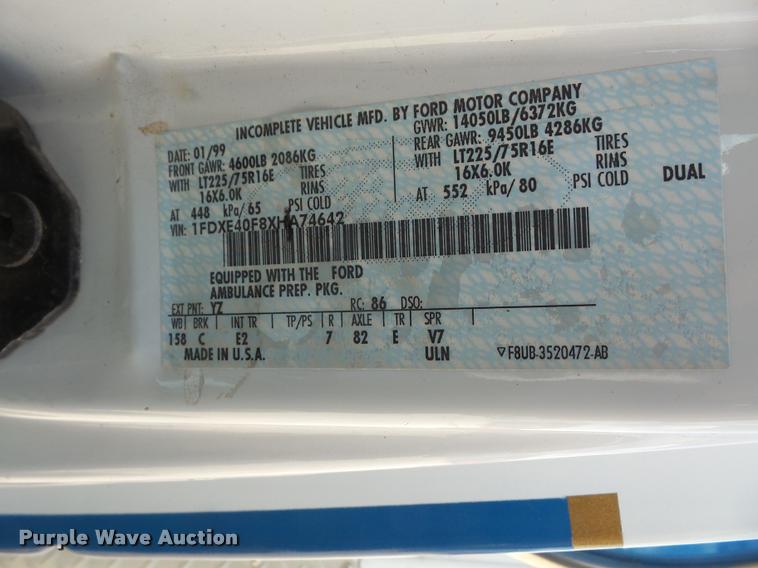 INCOMPLETE VEHICLE MFD. BY FORD MOTOR COMPANY
DATE: 01/99 GVWR: 14050LB/6372KG
FRONT GAWR: 4600LB 2086KG REAR GAWR: 9450LB 4286KG
WITH LT225/75R16E TIRES WITH LT225/75R16E TIRES
16X6.0K RIMS 16X6.0K RIMS DUAL
AT 448 kPa/ 65 PSI COLD AT 552 kPa/ 80 PSI COLD
VIN: 1FDXE40F8XHA74642
EQUIPPED WITH THE FORD
AMBULANCE PREP. PKG.
EXT PNT: YZ RC: 86 DSO:
WB BRK INT TR TP/PS R AXLE TR SPR
158 C E2 7 82 E V7
MADE IN U.S.A. ULN ▽F8UB-3520472-AB
Purple Wave Auction